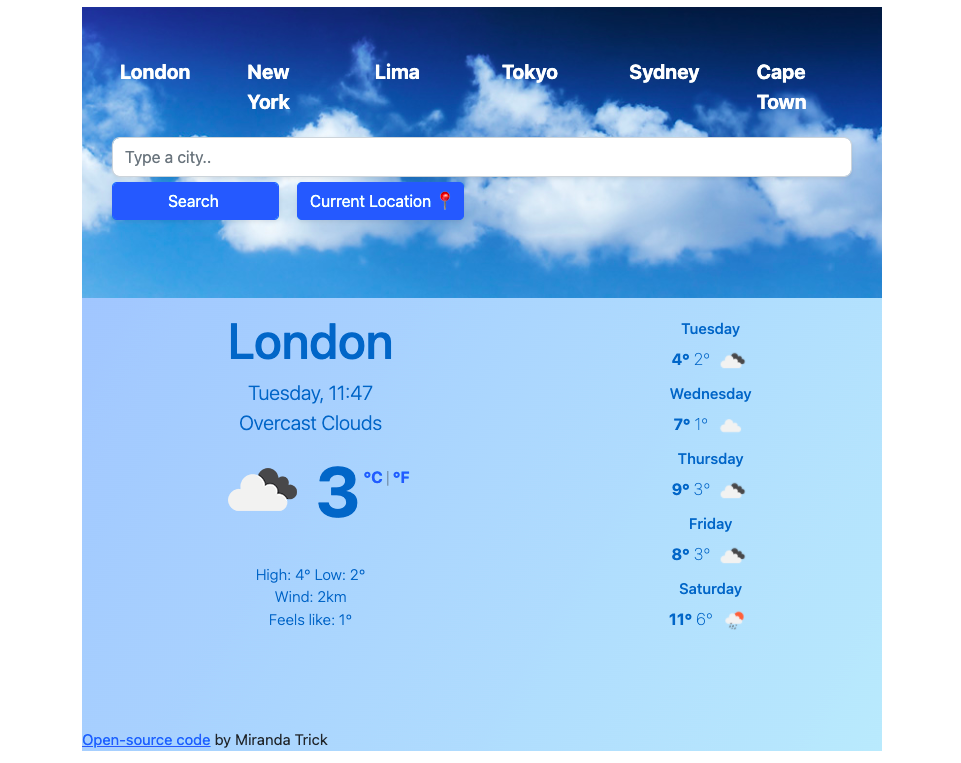 London New York Lima Tokyo Sydney Cape Town
Type a city..
Search Current Location
London
Tuesday, 11:47
Overcast Clouds
3 °C | °F
High: 4° Low: 2°
Wind: 2km
Feels like: 1°
Tuesday
4° 2°
Wednesday
7° 1°
Thursday
9° 3°
Friday
8° 3°
Saturday
11° 6°
Open-source code by Miranda Trick